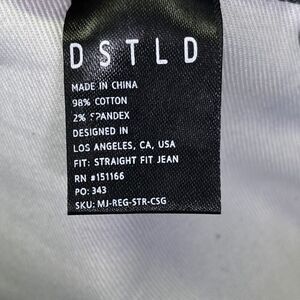 DSTLD
MADE IN CHINA
98% COTTON
2% SPANDEX
DESIGNED IN
LOS ANGELES, CA, USA
FIT: STRAIGHT FIT JEAN
RN #151166
PO: 343
SKU: MJ-REG-STR-CSG